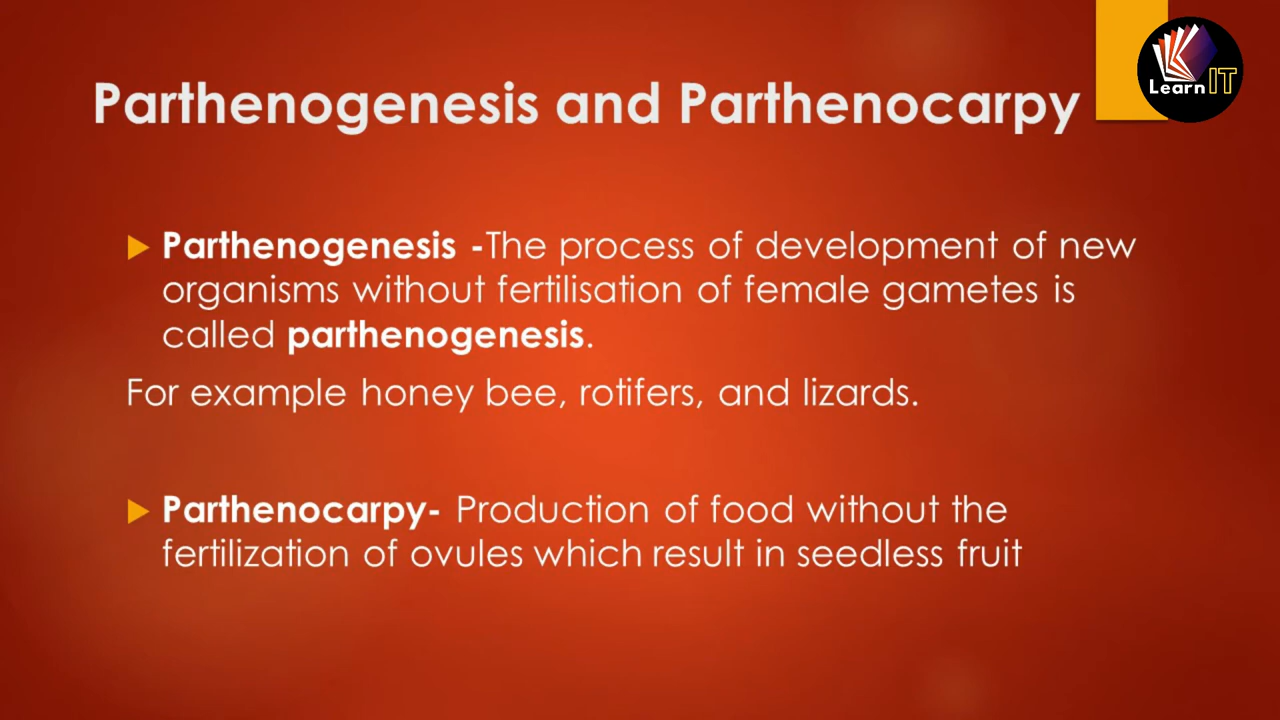 Parthenogenesis and Parthenocarpy
LearnIT
Parthenogenesis -The process of development of new
organisms without fertilisation of female gametes is
called parthenogenesis.
For example honey bee, rotifers, and lizards.
Parthenocarpy- Production of food without the
fertilization of ovules which result in seedless fruit